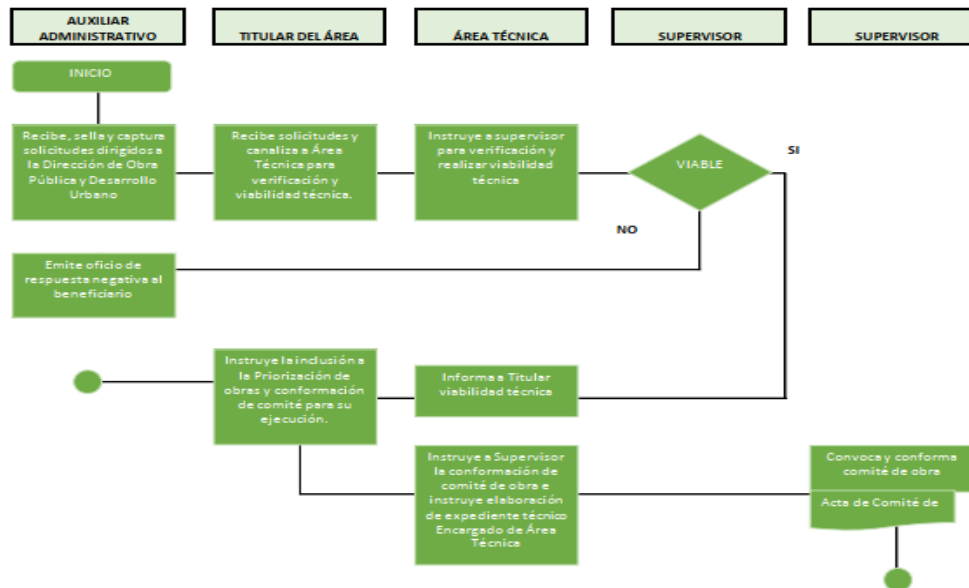 AUXILIAR
ADMINISTRATIVO
TITULAR DEL ÁREA
ÁREA TÉCNICA
SUPERVISOR
SUPERVISOR
INICIO
Recibe, sella y captura
solicitudes dirigidos a
la Dirección de Obra
Pública y Desarrollo
Urbano
Recibe solicitudes y
canaliza a Área
Técnica para
verificación y
viabilidad técnica.
Instruye a supervisor
para verificación y
realizar viabilidad
técnica
VIABLE
SI
NO
Emite oficio de
respuesta negativa al
beneficiario
Instruye la inclusión a
la Priorización de
obras y conformación
de comité para su
ejecución.
Informa a Titular
viabilidad técnica
Instruye a Supervisor
la conformación de
comité de obra e
instruye elaboración
de expediente técnico
Encargado de Área
Técnica
Convoca y conforma
comité de obra
Acta de Comité de